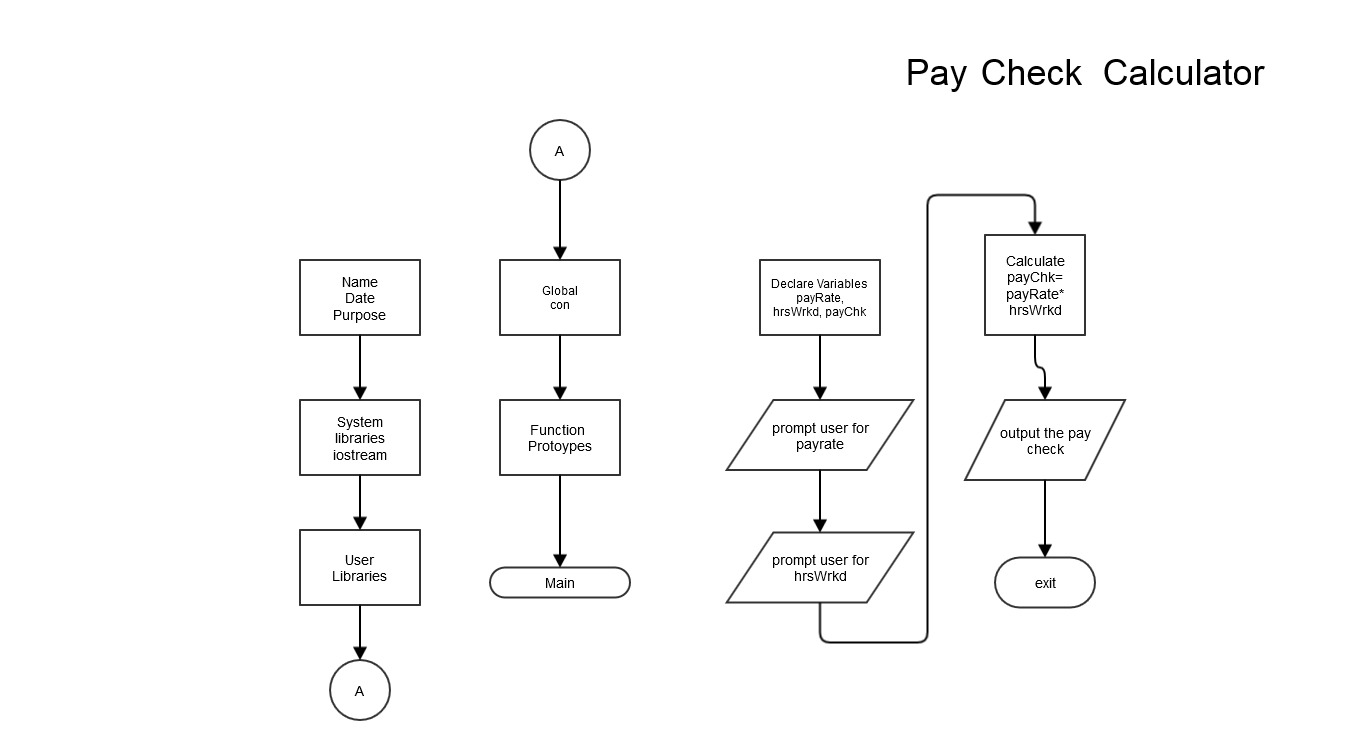 Pay Check Calculator
Name
Date
Purpose
System
libraries
iostream
User
Libraries
A
A
Global
con
Function
Protoypes
Main
Declare Variables
payRate,
hrsWrkd, payChk
prompt user for
payrate
prompt user for
hrsWrkd
Calculate
payChk=
payRate*
hrsWrkd
output the pay
check
exit